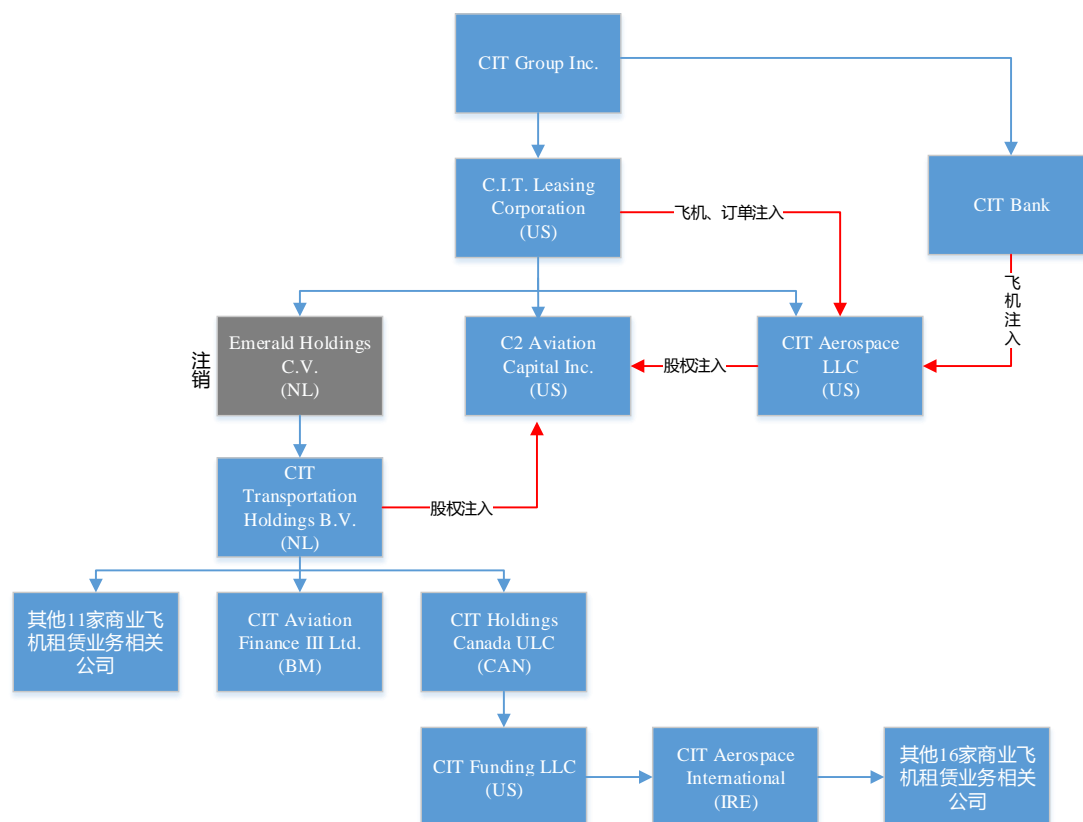 CIT Group Inc.
C.I.T. Leasing
Corporation
(US)
飞机、订单注入
CIT Bank
飞机注入
注销
Emerald Holdings
C.V.
(NL)
C2 Aviation
Capital Inc.
(US)
股权注入
CIT Aerospace
LLC
(US)
CIT
Transportation
Holdings B.V.
(NL)
股权注入
其他11家商业飞
机租赁业务相关
公司
CIT Aviation
Finance III Ltd.
(BM)
CIT Holdings
Canada ULC
(CAN)
CIT Funding LLC
(US)
CIT Aerospace
International
(IRE)
其他16家商业飞
机租赁业务相关
公司